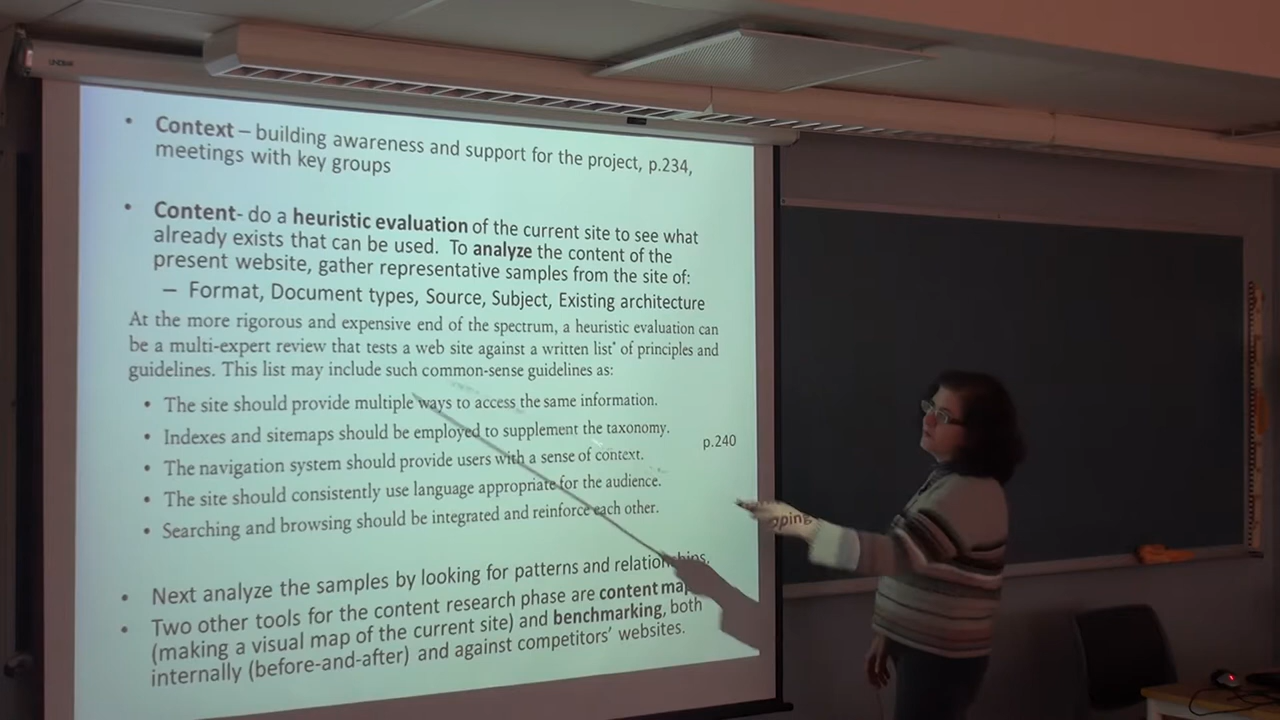 • Context – building awareness and support for the project, p.234,
meetings with key groups
• Content- do a heuristic evaluation of the current site to see what
already exists that can be used. To analyze the content of the
present website, gather representative samples from the site of:
– Format, Document types, Source, Subject, Existing architecture
At the more rigorous and expensive end of the spectrum, a heuristic evaluation can
be a multi-expert review that tests a web site against a written list* of principles and
guidelines. This list may include such common-sense guidelines as:
• The site should provide multiple ways to access the same information.
• Indexes and sitemaps should be employed to supplement the taxonomy.
• The navigation system should provide users with a sense of context.
• The site should consistently use language appropriate for the audience.
• Searching and browsing should be integrated and reinforce each other.
p.240
• Next analyze the samples by looking for patterns and relationships.
• Two other tools for the content research phase are content mapping
(making a visual map of the current site) and benchmarking, both
internally (before-and-after) and against competitors’ websites.